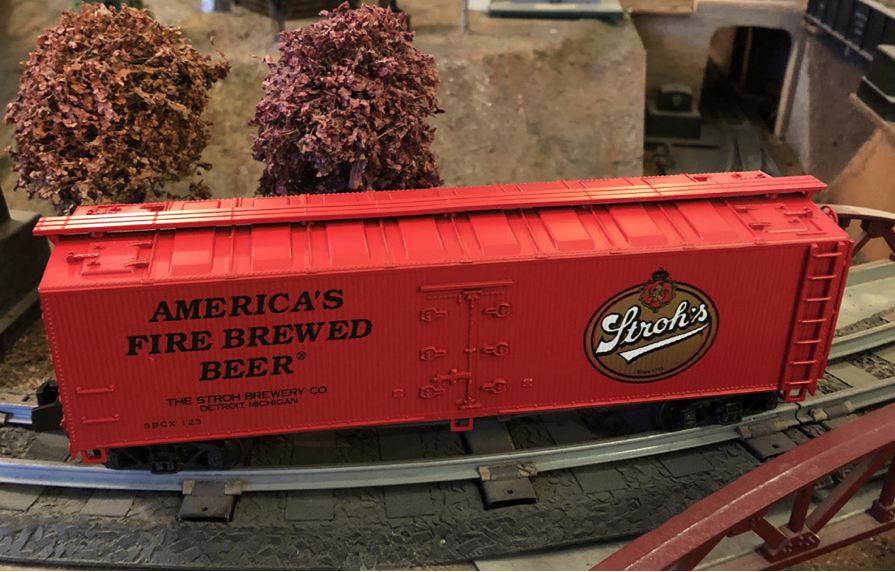 AMERICA'S
FIRE BREWED
BEER®
THE STROH BREWERY CO.
DETROIT, MICHIGAN
SBCX 123
Stroh's